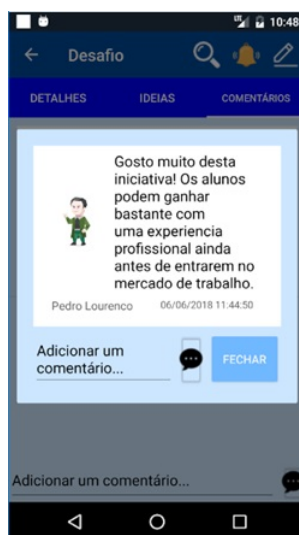 10:48
Desafio
DETALHES IDEIAS COMENTÁRIOS
Gosto muito desta
iniciativa! Os alunos
podem ganhar
bastante com
uma experiencia
profissional ainda
antes de entrarem no
mercado de trabalho.
Pedro Lourenco 06/06/2018 11:44:50
Adicionar um
comentário...
FECHAR
Adicionar um comentário...